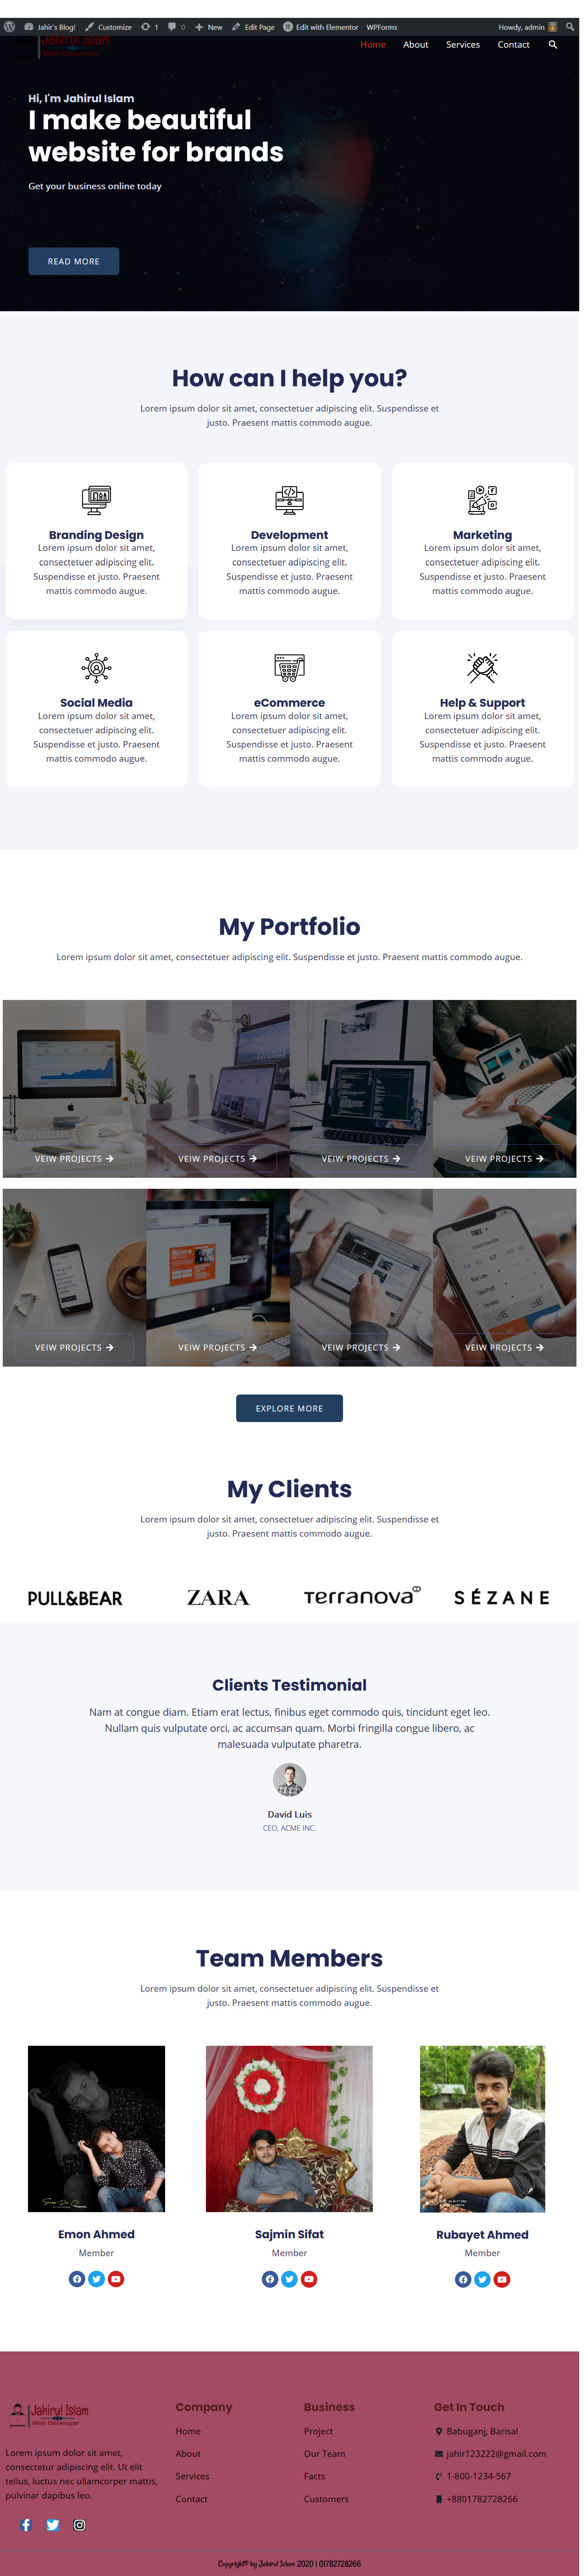 Jahir's Blog! Customize 1 0 New Edit Page Edit with Elementor WPForms Howdy, admin
Jahirul Islam
Web Developer
Home About Services Contact
Hi, I'm Jahirul Islam
I make beautiful
website for brands
Get your business online today
READ MORE
How can I help you?
Lorem ipsum dolor sit amet, consectetuer adipiscing elit. Suspendisse et
justo. Praesent mattis commodo augue.
Branding Design
Lorem ipsum dolor sit amet,
consectetuer adipiscing elit.
Suspendisse et justo. Praesent
mattis commodo augue.
Development
Lorem ipsum dolor sit amet,
consectetuer adipiscing elit.
Suspendisse et justo. Praesent
mattis commodo augue.
Marketing
Lorem ipsum dolor sit amet,
consectetuer adipiscing elit.
Suspendisse et justo. Praesent
mattis commodo augue.
Social Media
Lorem ipsum dolor sit amet,
consectetuer adipiscing elit.
Suspendisse et justo. Praesent
mattis commodo augue.
eCommerce
Lorem ipsum dolor sit amet,
consectetuer adipiscing elit.
Suspendisse et justo. Praesent
mattis commodo augue.
Help & Support
Lorem ipsum dolor sit amet,
consectetuer adipiscing elit.
Suspendisse et justo. Praesent
mattis commodo augue.
My Portfolio
Lorem ipsum dolor sit amet, consectetuer adipiscing elit. Suspendisse et justo. Praesent mattis commodo augue.
VEIW PROJECTS
VEIW PROJECTS
VEIW PROJECTS
VEIW PROJECTS
VEIW PROJECTS
VEIW PROJECTS
VEIW PROJECTS
VEIW PROJECTS
EXPLORE MORE
My Clients
Lorem ipsum dolor sit amet, consectetuer adipiscing elit. Suspendisse et
justo. Praesent mattis commodo augue.
PULL&BEAR
ZARA
Terranova
SÉZANE
Clients Testimonial
Nam at congue diam. Etiam erat lectus, finibus eget commodo quis, tincidunt eget leo.
Nullam quis vulputate orci, ac accumsan quam. Morbi fringilla congue libero, ac
malesuada vulputate pharetra.
David Luis
CEO, ACME INC.
Team Members
Lorem ipsum dolor sit amet, consectetuer adipiscing elit. Suspendisse et
justo. Praesent mattis commodo augue.
Emon Ahmed
Member
Sajmin Sifat
Member
Rubayet Ahmed
Member
Jahirul Islam
Web Developer
Lorem ipsum dolor sit amet,
consectetur adipiscing elit. Ut elit
tellus, luctus nec ullamcorper mattis,
pulvinar dapibus leo.
Company
Home
About
Services
Contact
Business
Project
Our Team
Facts
Customers
Get In Touch
Babuganj, Barisal
jahir123222@gmail.com
1-800-1234-567
+8801782728266
Copyright© by Jahirul Islam 2020 | 01782728266